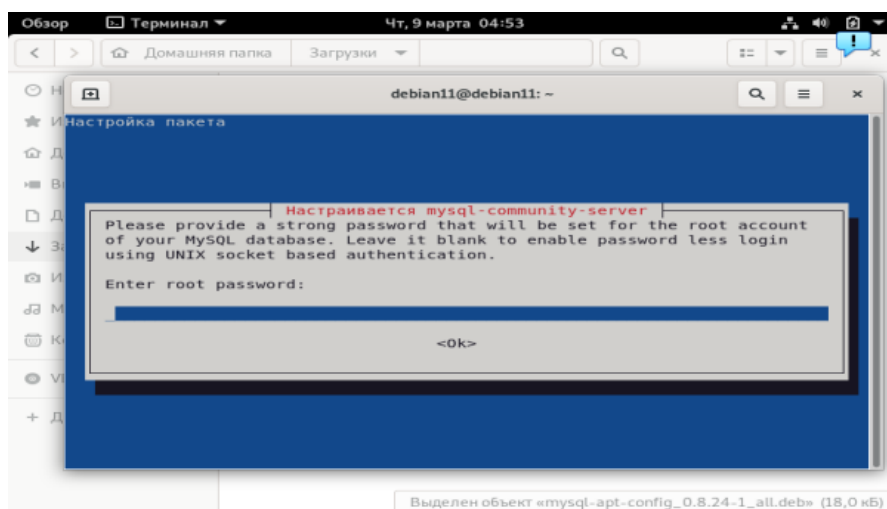 Обзор
Терминал
Чт, 9 марта 04:53
Домашняя папка
Загрузки
debian11@debian11: ~
Настройка пакета
Настраивается mysql-community-server
Please provide a strong password that will be set for the root account
of your MySQL database. Leave it blank to enable password less login
using UNIX socket based authentication.
Enter root password:
<Ok>
Выделен объект «mysql-apt-config_0.8.24-1_all.deb» (18,0 кБ)